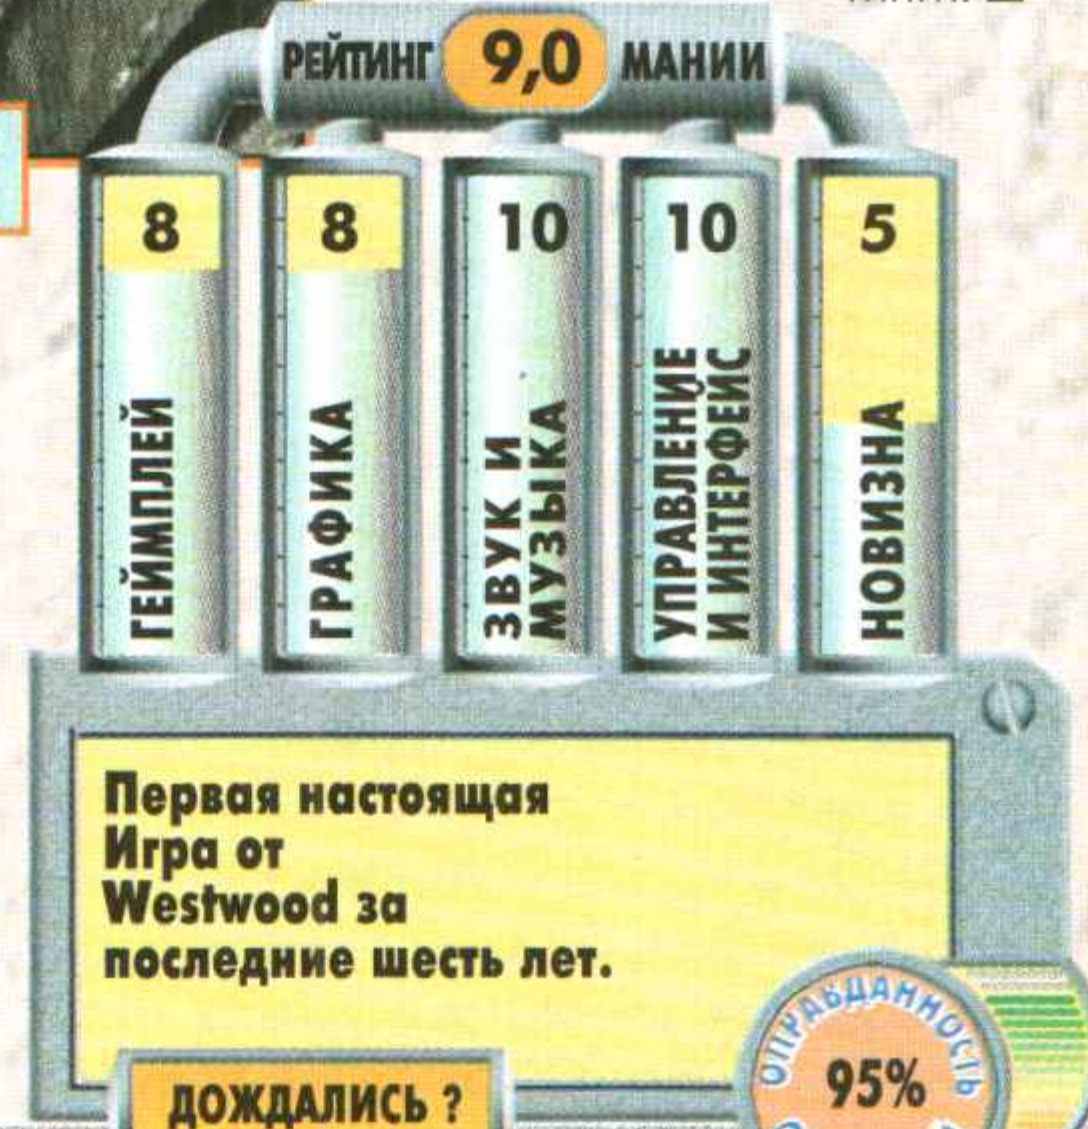 РЕЙТИНГ 9,0 МАНИИ
8 8 10 10 5
ГЕЙМПЛЕЙ
ГРАФИКА
ЗВУК И
МУЗЫКА
УПРАВЛЕНИЕ
И ИНТЕРФЕЙС
НОВИЗНА
Первая настоящая
Игра от
Westwood за
последние шесть лет.
ОПРАВДАННОСТЬ
95%
ДОЖДАЛИСЬ ?